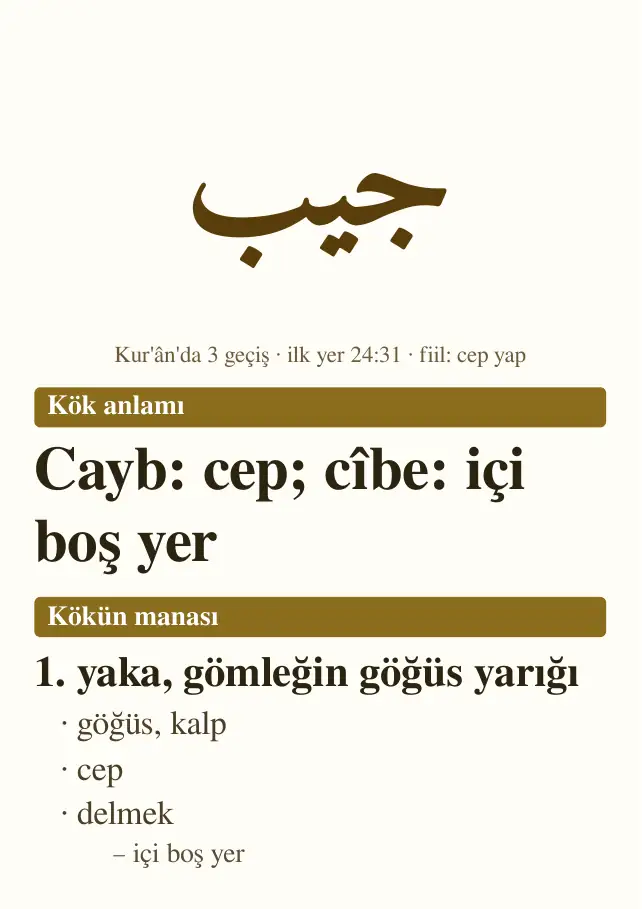 جيب
Kur'ân'da 3 geçiş · ilk yer 24:31 · fiil: cep yap
Kök anlamı
Cayb: cep; cîbe: içi
boş yer
Kökün manası
1. yaka, gömleğin göğüs yarığı
· göğüs, kalp
· cep
· delmek
– içi boş yer